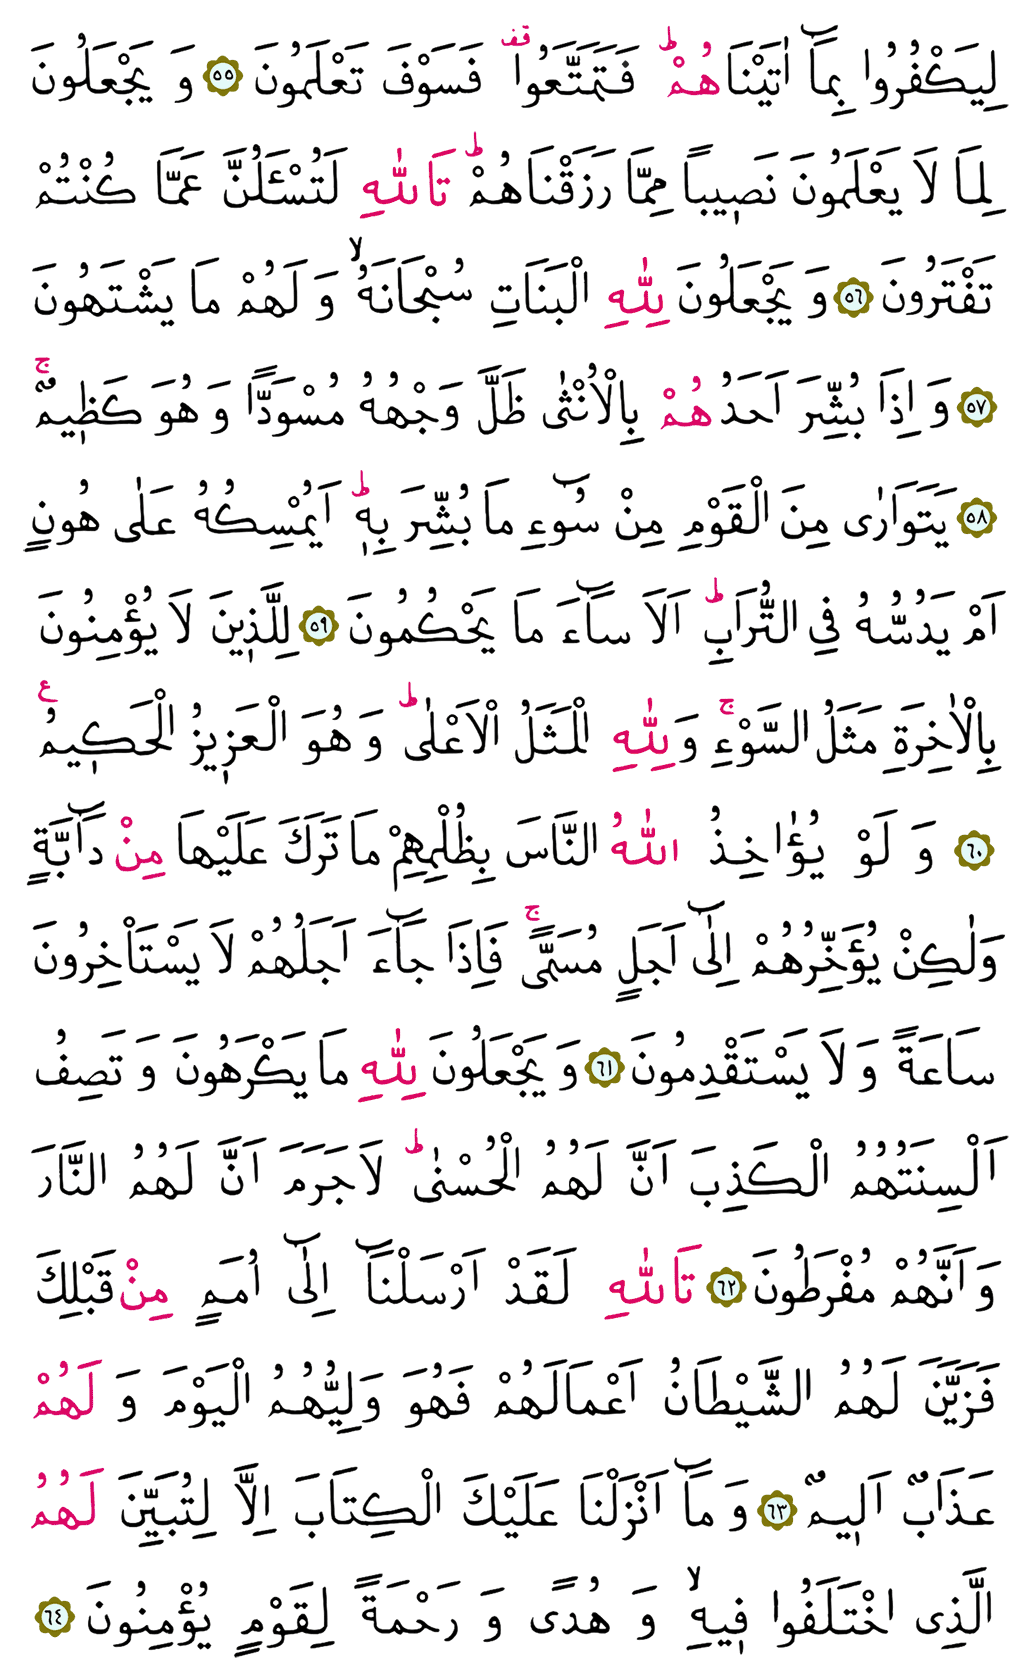 لِيَكْفُرُوا بِمَٓا اٰتَيْنَاهُمْۜ فَتَمَتَّعُوا۠ فَسَوْفَ تَعْلَمُونَ ﴿٥٥﴾ وَ يَجْعَلُونَ
لِمَا لَا يَعْلَمُونَ نَص۪يباً مِمَّا رَزَقْنَاهُمْۜ تَاللّٰهِ لَتُسْـَٔلُنَّ عَمَّا كُنْتُمْ
تَفْتَرُونَ ﴿٥٦﴾ وَ يَجْعَلُونَ لِلّٰهِ الْبَنَاتِ سُبْحَانَهُۙ وَ لَهُمْ مَا يَشْتَهُونَ
﴿٥٧﴾ وَ اِذَا بُشِّرَ اَحَدُهُمْ بِالْاُنْثٰى ظَلَّ وَجْهُهُ مُسْوَدًّا وَ هُوَ كَظ۪يمٌۚ
﴿٥٨﴾ يَتَوَارٰى مِنَ الْقَوْمِ مِنْ سُٓوءِ مَا بُشِّرَ بِه۪ۜ اَيُمْسِكُهُ عَلٰى هُونٍ
اَمْ يَدُسُّهُ فِي التُّرَابِۜ اَلَا سَٓاءَ مَا يَحْكُمُونَ ﴿٥٩﴾ لِلَّذ۪ينَ لَا يُؤْمِنُونَ
بِالْاٰخِرَةِ مَثَلُ السَّوْءِۚ وَ لِلّٰهِ الْمَثَلُ الْاَعْلٰىۜ وَ هُوَ الْعَز۪يزُ الْحَك۪يمُ۟ ع
﴿٦٠﴾ وَ لَوْ يُؤٰاخِذُ اللّٰهُ النَّاسَ بِظُلْمِهِمْ مَا تَرَكَ عَلَيْهَا مِنْ دَٓابَّةٍ
وَلٰكِنْ يُؤَخِّرُهُمْ اِلٰٓى اَجَلٍ مُسَمًّىۚ فَاِذَا جَٓاءَ اَجَلُهُمْ لَا يَسْتَأْخِرُونَ
سَاعَةً وَ لَا يَسْتَقْدِمُونَ ﴿٦١﴾ وَ يَجْعَلُونَ لِلّٰهِ مَا يَكْرَهُونَ وَ تَصِفُ
اَلْسِنَتُهُمُ الْكَذِبَ اَنَّ لَهُمُ الْحُسْنٰىۜ لَا جَرَمَ اَنَّ لَهُمُ النَّارَ
وَ اَنَّهُمْ مُفْرَطُونَ ﴿٦٢﴾ تَاللّٰهِ لَقَدْ اَرْسَلْنَٓا اِلٰٓى اُمَمٍ مِنْ قَبْلِكَ
فَزَيَّنَ لَهُمُ الشَّيْطَانُ اَعْمَالَهُمْ فَهُوَ وَلِيُّهُمُ الْيَوْمَ وَ لَهُمْ
عَذَابٌ اَل۪يمٌ ﴿٦٣﴾ وَ مَٓا اَنْزَلْنَا عَلَيْكَ الْكِتَابَ اِلَّا لِتُبَيِّنَ لَهُمُ
الَّذِى اخْتَلَفُوا ف۪يهِۙ وَ هُدًى وَ رَحْمَةً لِقَوْمٍ يُؤْمِنُونَ ﴿٦٤﴾